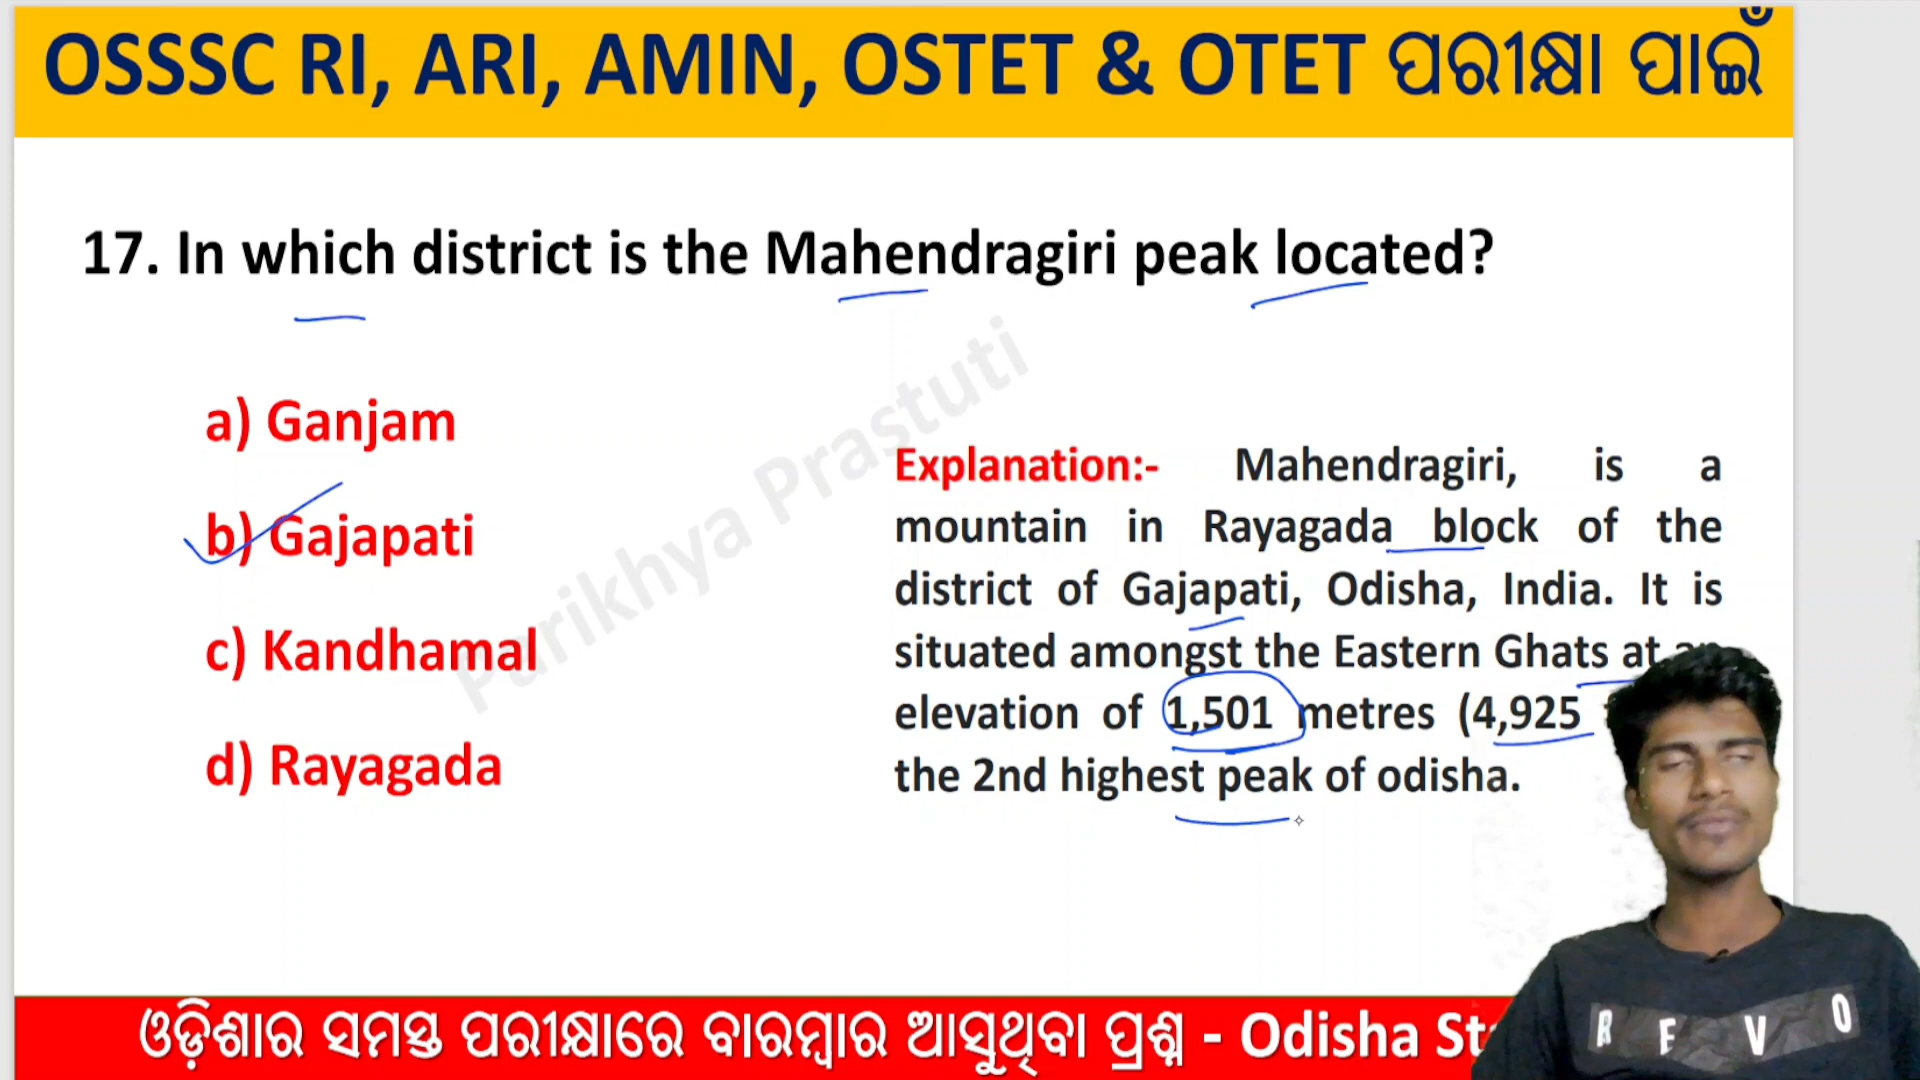 OSSSC RI, ARI, AMIN, OSTET & OTET ପରୀକ୍ଷା ପାଇଁ
17. In which district is the Mahendragiri peak located?
a) Ganjam
b) Gajapati
c) Kandhamal
d) Rayagada
Explanation:- Mahendragiri, is a
mountain in Rayagada block of the
district of Gajapati, Odisha, India. It is
situated amongst the Eastern Ghats at an
elevation of 1,501 metres (4,925
the 2nd highest peak of odisha.
Parikhya Prastuti
ଓଡ଼ିଶାର ସମସ୍ତ ପରୀକ୍ଷାରେ ବାରମ୍ବାର ଆସୁଥିବା ପ୍ରଶ୍ନ - Odisha
R E V O